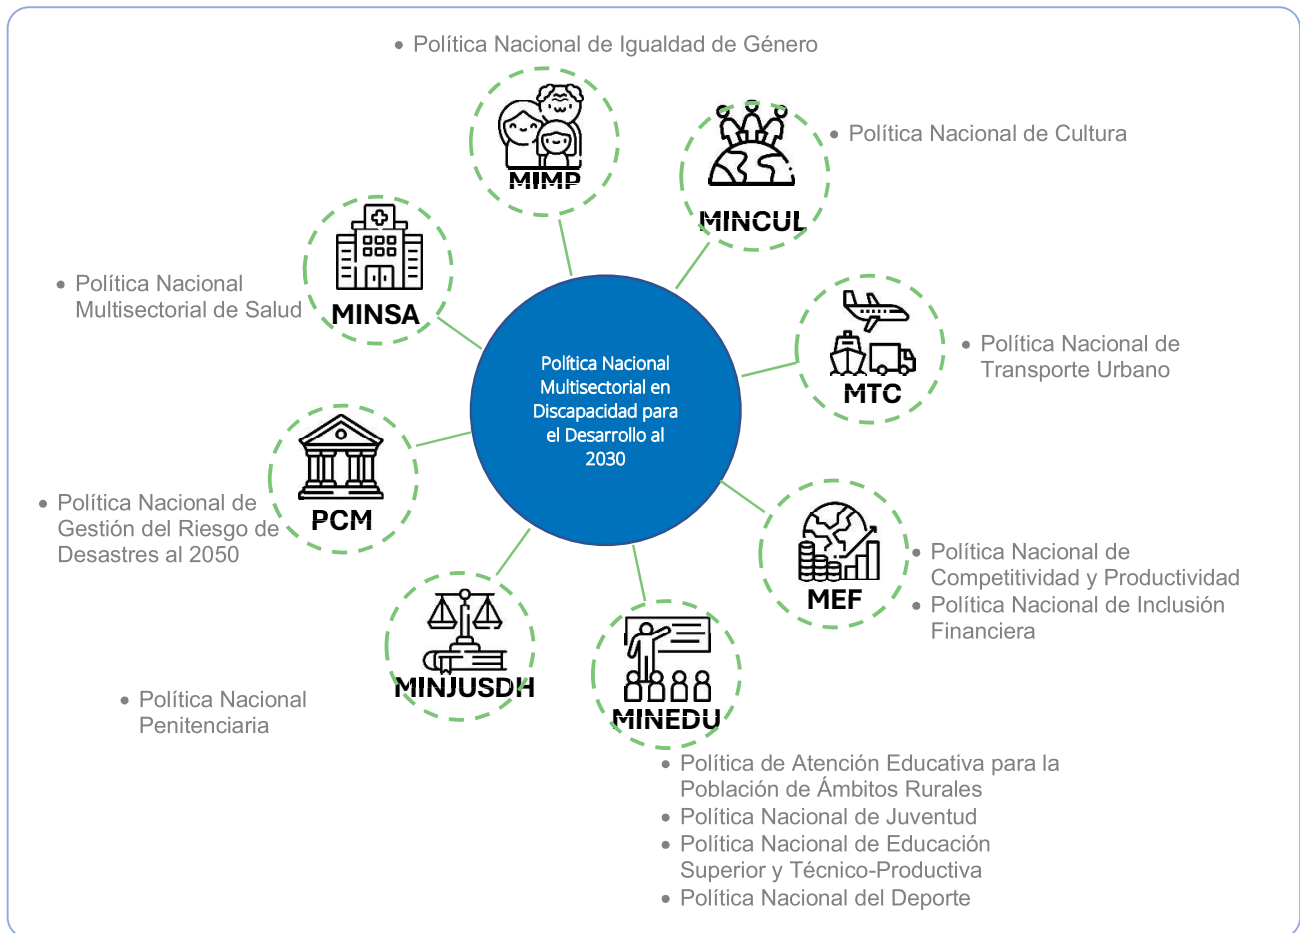 • Política Nacional de Igualdad de Género
MIMP
MINCUL
• Política Nacional de Cultura
MINSA
• Política Nacional
Multisectorial de Salud
MTC
• Política Nacional de
Transporte Urbano
Política Nacional
Multisectorial en
Discapacidad para
el Desarrollo al
2030
PCM
• Política Nacional de
Gestión del Riesgo de
Desastres al 2050
MEF
• Política Nacional de
Competitividad y Productividad
• Política Nacional de Inclusión
Financiera
MINJUSDH
• Política Nacional
Penitenciaria
MINEDU
• Política de Atención Educativa para la
Población de Ámbitos Rurales
• Política Nacional de Juventud
• Política Nacional de Educación
Superior y Técnico-Productiva
• Política Nacional del Deporte